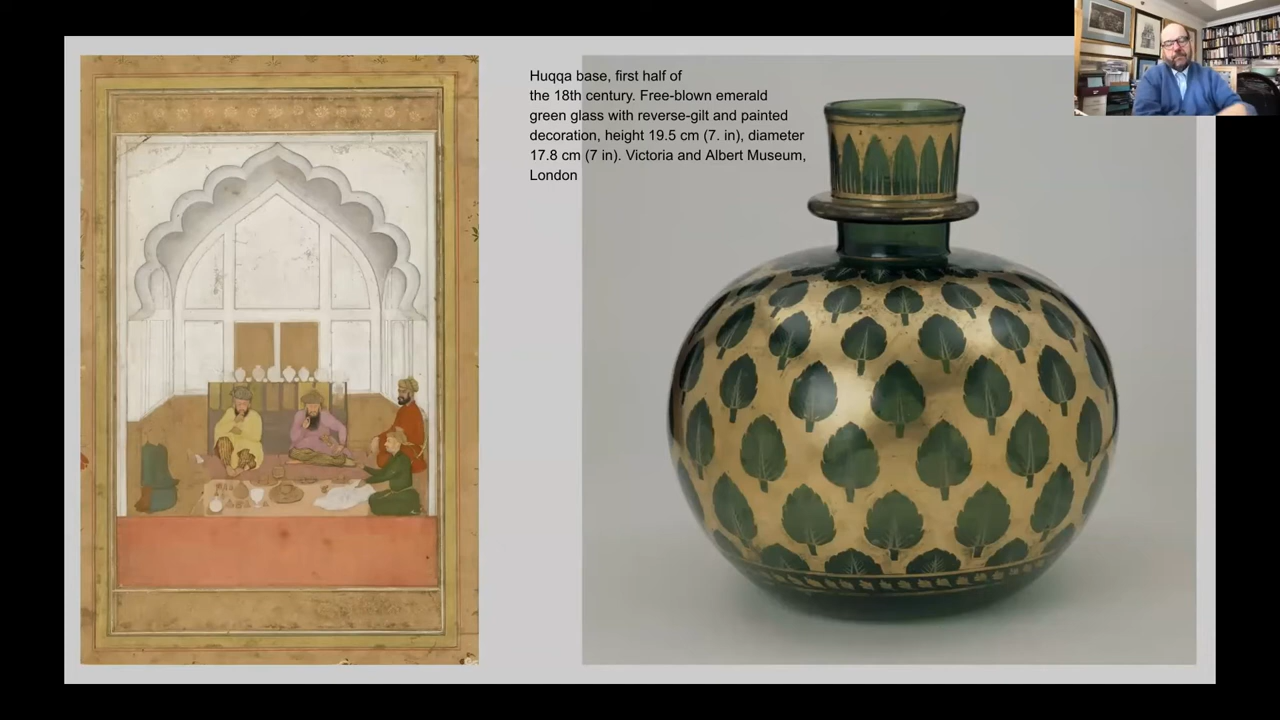 Huqqa base, first half of
the 18th century. Free-blown emerald
green glass with reverse-gilt and painted
decoration, height 19.5 cm (7. in), diameter
17.8 cm (7 in). Victoria and Albert Museum,
London